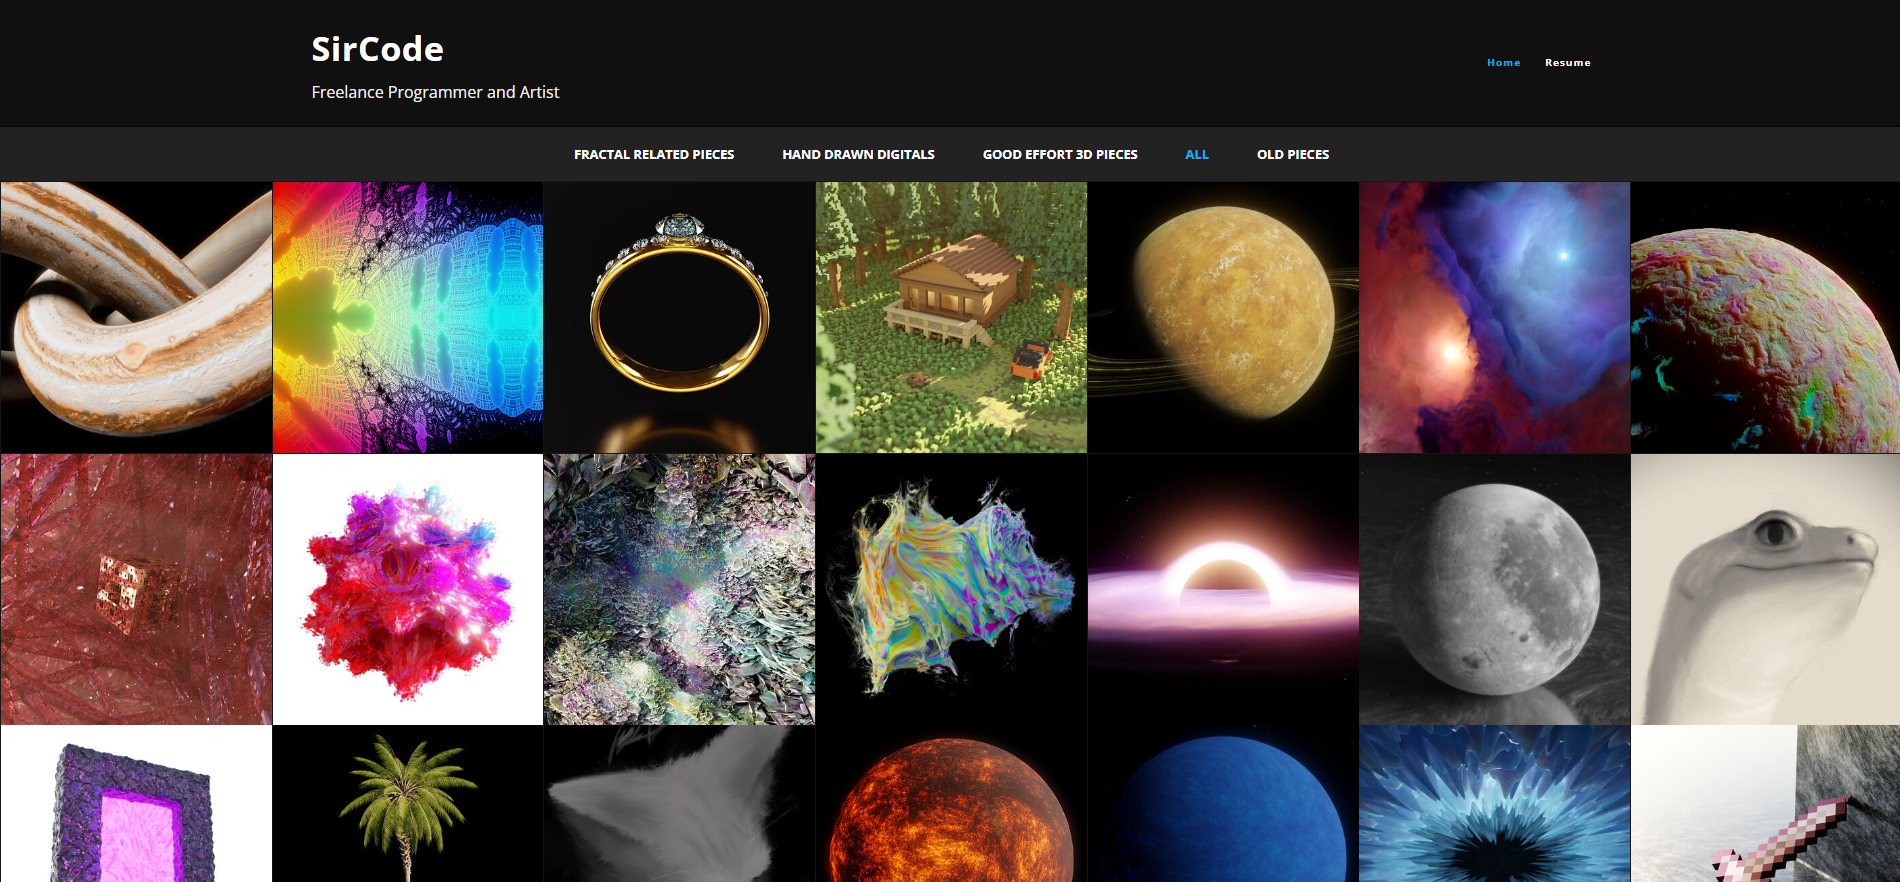 SirCode
Freelance Programmer and Artist
Home Resume
FRACTAL RELATED PIECES HAND DRAWN DIGITALS GOOD EFFORT 3D PIECES ALL OLD PIECES